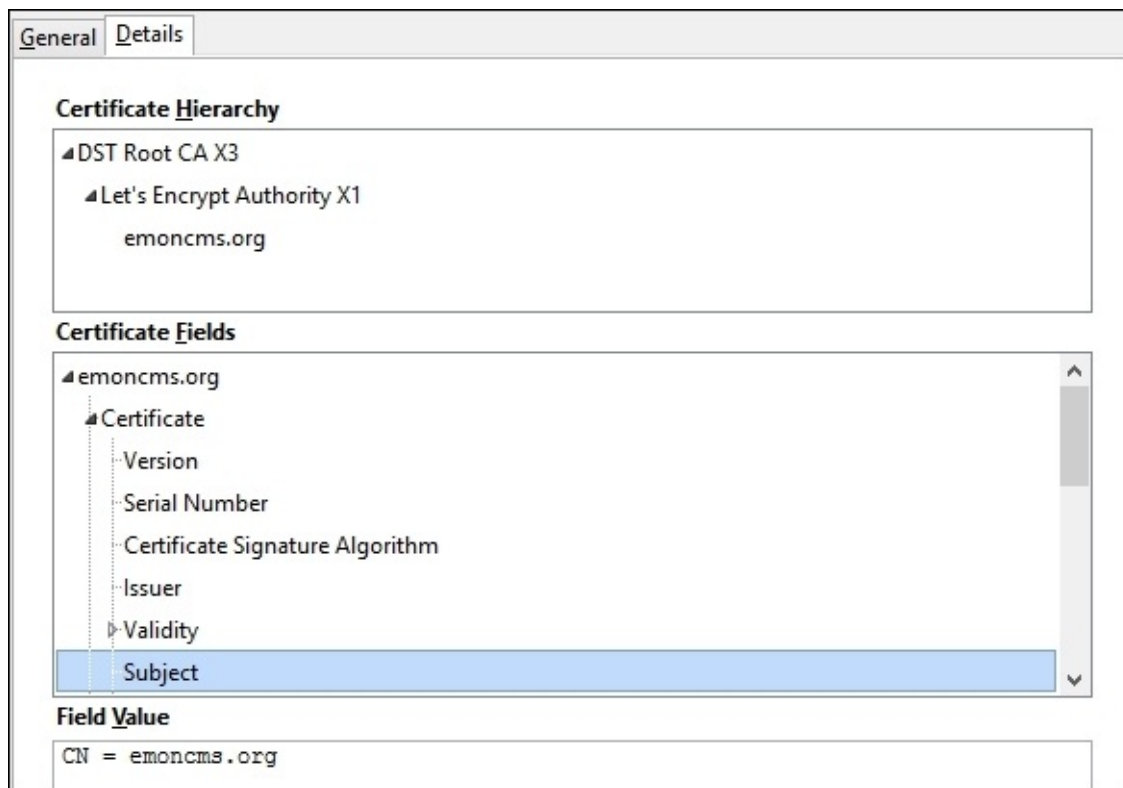 General Details
Certificate Hierarchy
DST Root CA X3
Let's Encrypt Authority X1
emoncms.org
Certificate Fields
emoncms.org
Certificate
Version
Serial Number
Certificate Signature Algorithm
Issuer
Validity
Subject
Field Value
CN = emoncms.org